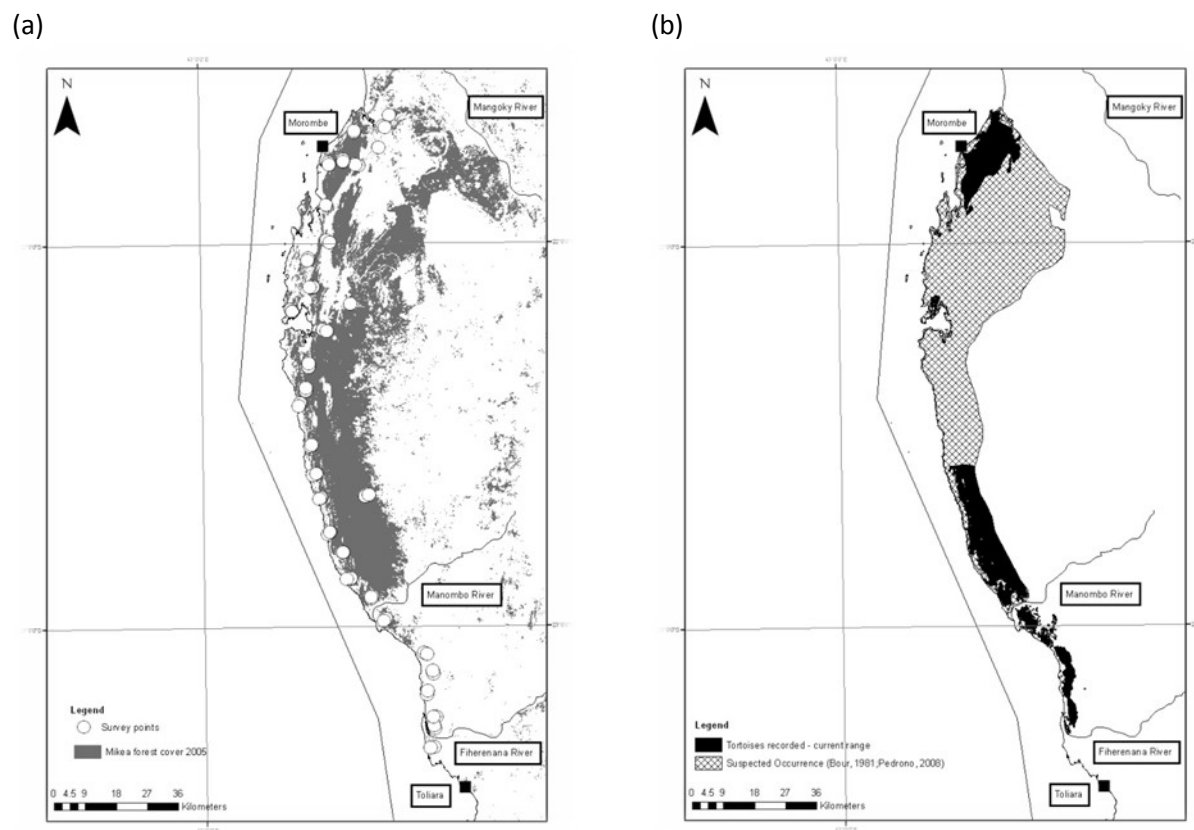 (a)
N
Morombe
Mangoky River
Manombo River
Legend
Survey points
Mikea forest cover 2005
Fiherenana River
Toliara
0 4.5 9 18 27 36
Kilometers
(b)
N
Morombe
Mangoky River
Manombo River
Legend
Tortoises recorded - current range
Suspected Occurrence (Bour, 1981;Pedrono, 2008)
Fiherenana River
Toliara
0 4.5 9 18 27 36
Kilometers